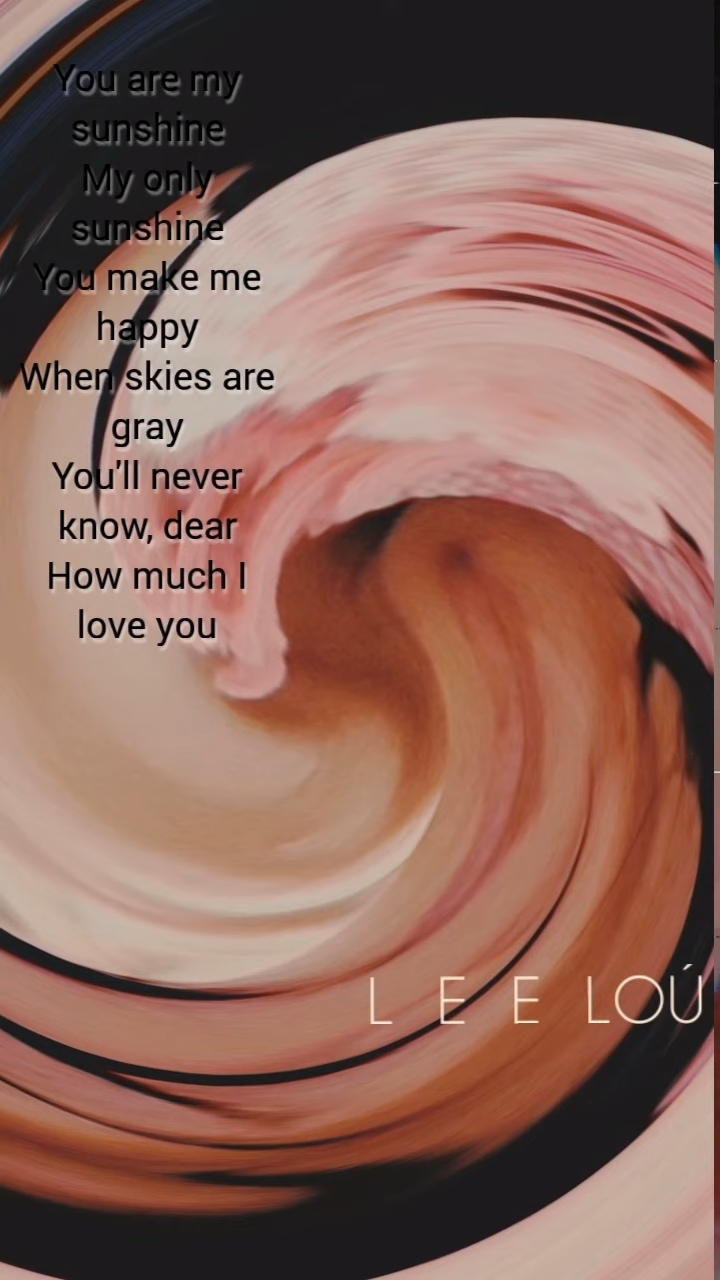 You are my
sunshine
My only
sunshine
You make me
happy
When skies are
gray
You'll never
know, dear
How much I
love you
L E E LOÚ